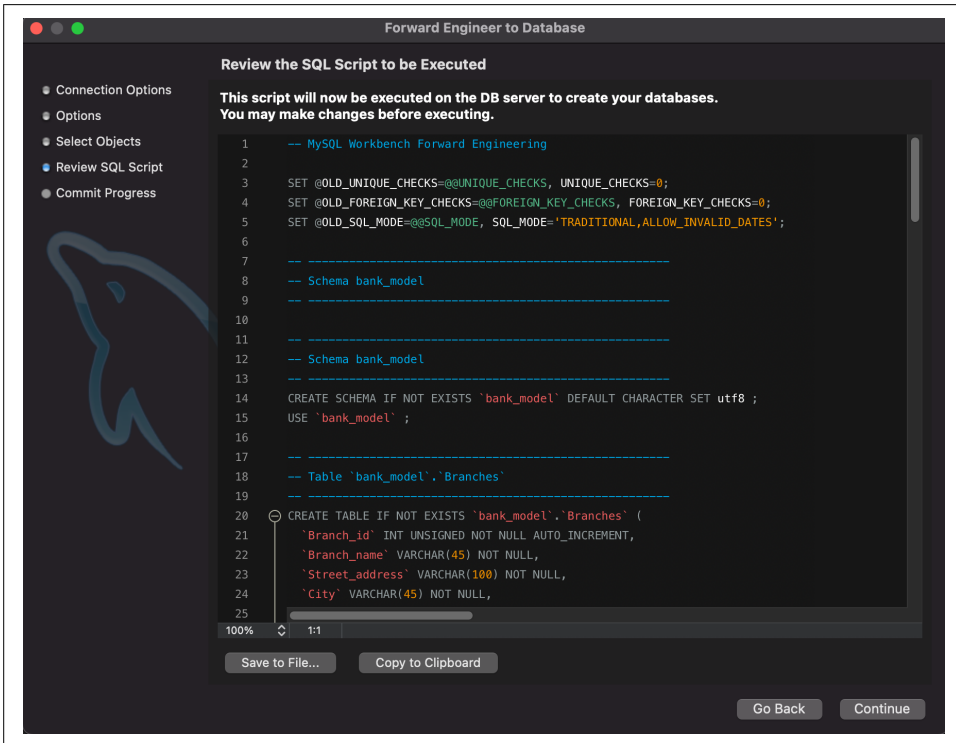 Forward Engineer to Database
Connection Options
Options
Select Objects
Review SQL Script
Commit Progress
Review the SQL Script to be Executed
This script will now be executed on the DB server to create your databases.
You may make changes before executing.
1 -- MySQL Workbench Forward Engineering
2
3 SET @OLD_UNIQUE_CHECKS=@@UNIQUE_CHECKS, UNIQUE_CHECKS=0;
4 SET @OLD_FOREIGN_KEY_CHECKS=@@FOREIGN_KEY_CHECKS, FOREIGN_KEY_CHECKS=0;
5 SET @OLD_SQL_MODE=@@SQL_MODE, SQL_MODE='TRADITIONAL,ALLOW_INVALID_DATES';
6
7 -- -----------------------------------------------------
8 -- Schema bank_model
9 -- -----------------------------------------------------
10
11 -- -----------------------------------------------------
12 -- Schema bank_model
13 -- -----------------------------------------------------
14 CREATE SCHEMA IF NOT EXISTS `bank_model` DEFAULT CHARACTER SET utf8 ;
15 USE `bank_model` ;
16
17 -- -----------------------------------------------------
18 -- Table `bank_model`.`Branches`
19 -- -----------------------------------------------------
20 CREATE TABLE IF NOT EXISTS `bank_model`.`Branches` (
21 `Branch_id` INT UNSIGNED NOT NULL AUTO_INCREMENT,
22 `Branch_name` VARCHAR(45) NOT NULL,
23 `Street_address` VARCHAR(100) NOT NULL,
24 `City` VARCHAR(45) NOT NULL,
25
100% 1:1
Save to File... Copy to Clipboard
Go Back Continue